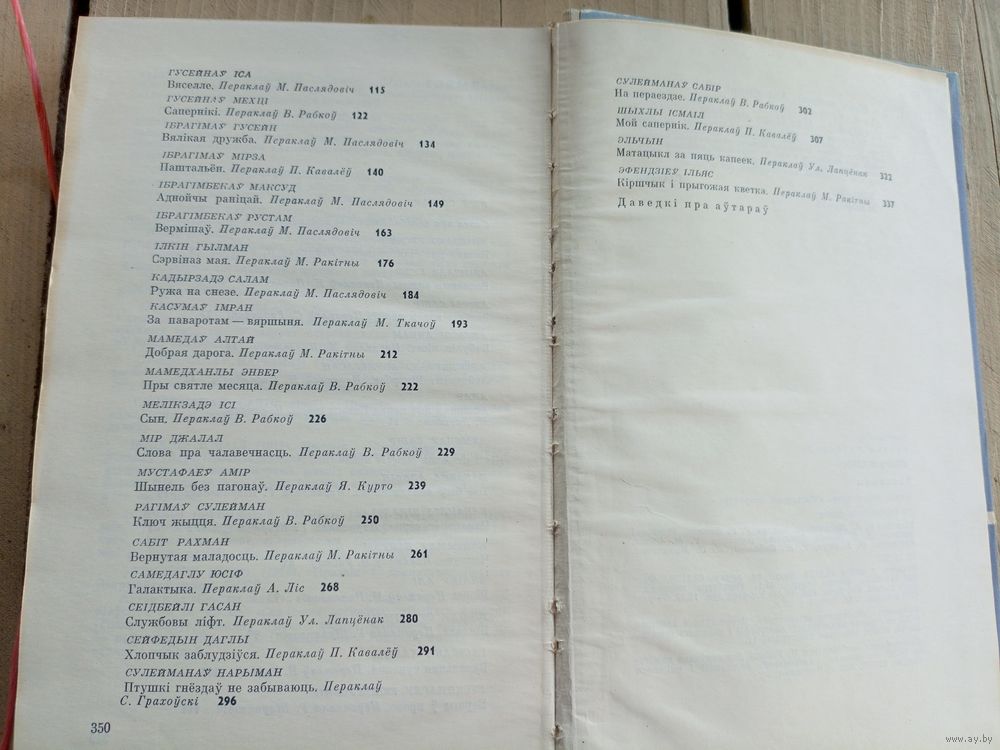 ГУСЕЙНАЎ ІСА
Вяселле. Пераклаў М. Паслядовіч 115
ГУСЕЙНАЎ МЕХЦІ
Сапернікі. Пераклаў В. Рабкоў 122
ІБРАГІМАЎ ГУСЕЙН
Вялікая дружба. Пераклаў М. Паслядовіч 134
ІБРАГІМАЎ МІРЗА
Паштальён. Пераклаў П. Кавалёў 140
ІБРАГІМБЕКАЎ МАКСУД
Аднойчы раніцай. Пераклаў М. Паслядовіч 149
ІБРАГІМБЕКАЎ РУСТАМ
Вермішаў. Пераклаў М. Паслядовіч 163
ІЛКІН ГЫЛМАН
Сэрвіназ мая. Пераклаў М. Ракітны 176
КАДЫРЗАДЭ САЛАМ
Ружа на снезе. Пераклаў М. Паслядовіч 184
КАСУМАЎ ІМРАН
За паваротам — вяршыня. Пераклаў М. Ткачоў 193
МАМЕДАЎ АЛТАЙ
Добрая дарога. Пераклаў М. Ракітны 212
МАМЕДХАНЛЫ ЭНВЕР
Пры святле месяца. Пераклаў В. Рабкоў 222
МЕЛІКЗАДЭ ІСІ
Сын. Пераклаў В. Рабкоў 226
МІР ДЖАЛАЛ
Слова пра чалавечнасць. Пераклаў В. Рабкоў 229
МУСТАФАЕЎ АМІР
Шынель без пагонаў. Пераклаў Я. Курто 239
РАГІМАЎ СУЛЕЙМАН
Ключ жыцця. Пераклаў В. Рабкоў 250
САБІТ РАХМАН
Вернутая маладосць. Пераклаў М. Ракітны 261
САМЕДАГЛУ ЮСІФ
Галактыка. Пераклаў А. Ліс 268
СЕІДБЕЙЛІ ГАСАН
Службовы ліфт. Пераклаў Ул. Лапцёнак 280
СЕЙФЕДЫН ДАГЛЫ
Хлопчык заблудзіўся. Пераклаў П. Кавалёў 291
СУЛЕЙМАНАЎ НАРЫМАН
Птушкі гнёздаў не забываюць. Пераклаў
С. Грахоўскі 296
350
СУЛЕЙМАНАЎ САБІР
На пераездзе. Пераклаў В. Рабкоў 302
ШЫХЛЫ ІСМАІЛ
Мой сапернік. Пераклаў П. Кавалёў 307
ЭЛЬЧЫН
Матацыкл за пяць капеек. Пераклаў Ул. Лапцёнак 322
ЭФЕНДЗІЕЎ ІЛЬЯС
Кіршчык і прыгожая кветка. Пераклаў М. Ракітны 337
Даведкі пра аўтараў
www.ay.by